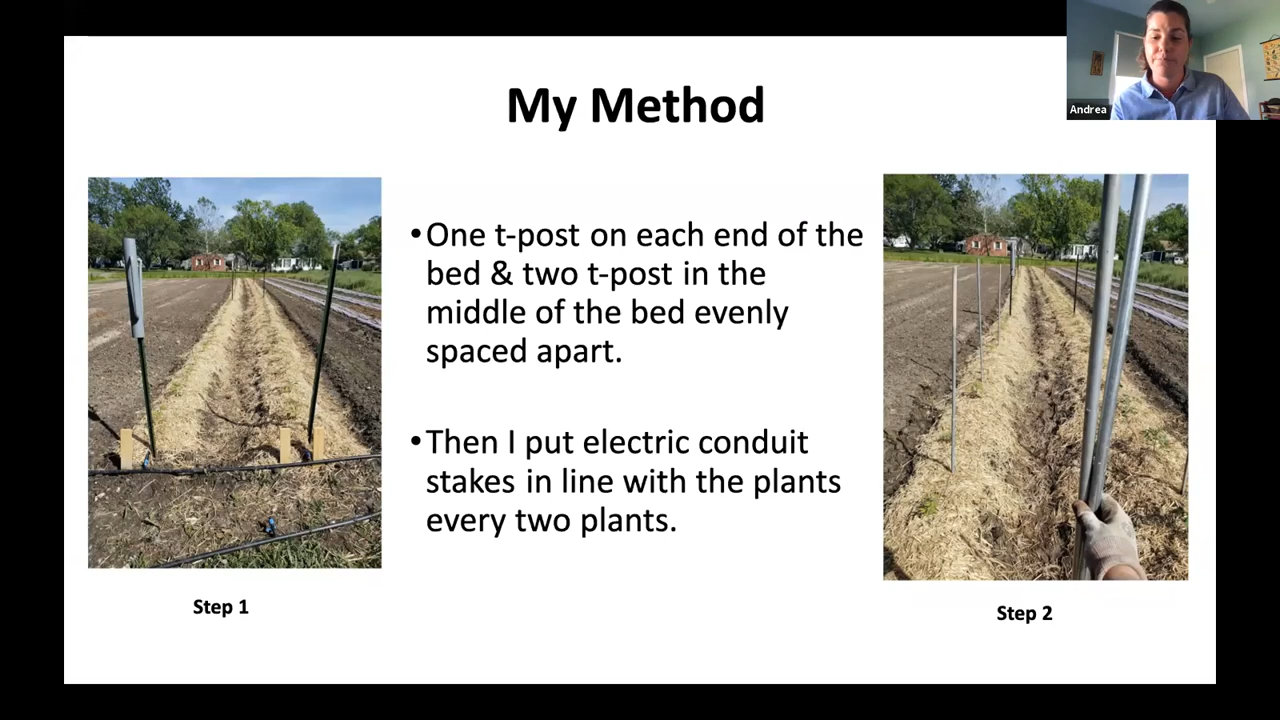 Andrea
My Method
•One t-post on each end of the
bed & two t-post in the
middle of the bed evenly
spaced apart.
•Then I put electric conduit
stakes in line with the plants
every two plants.
Step 1
Step 2